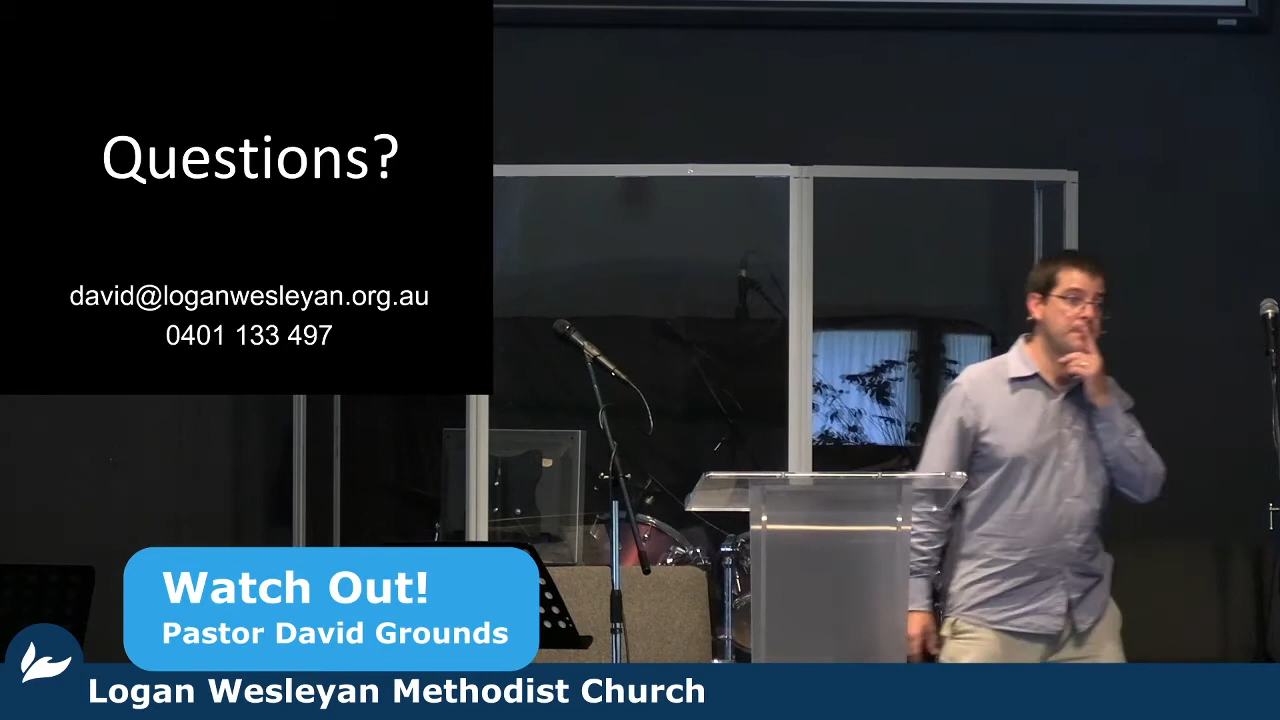 Questions?
david@loganwesleyan.org.au
0401 133 497
Watch Out!
Pastor David Grounds
Logan Wesleyan Methodist Church